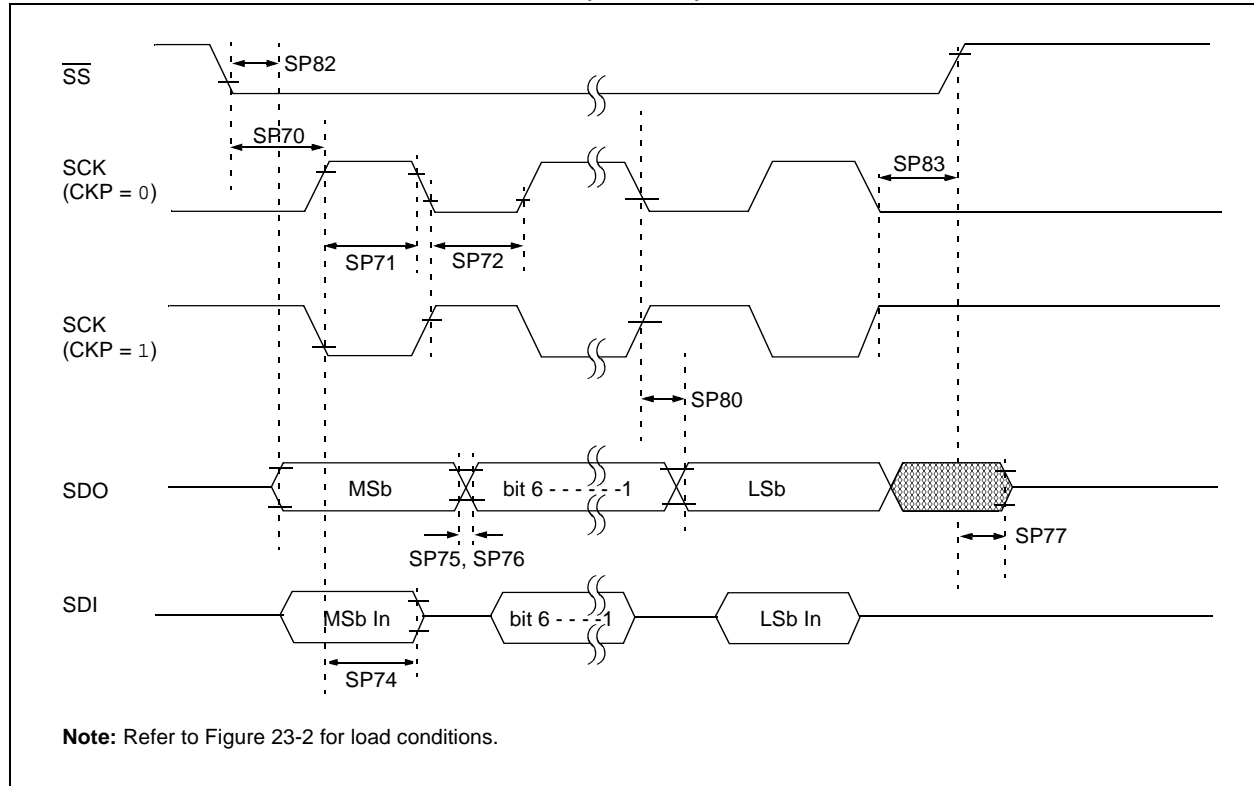 SS
SP82
SP70
SCK
(CKP = 0)
SP83
SP71
SP72
SCK
(CKP = 1)
SP80
SDO
MSb
bit 6 - - - - - -1
LSb
SP75, SP76
SP77
SDI
MSb In
bit 6 - - - -1
LSb In
SP74
Note: Refer to Figure 23-2 for load conditions.